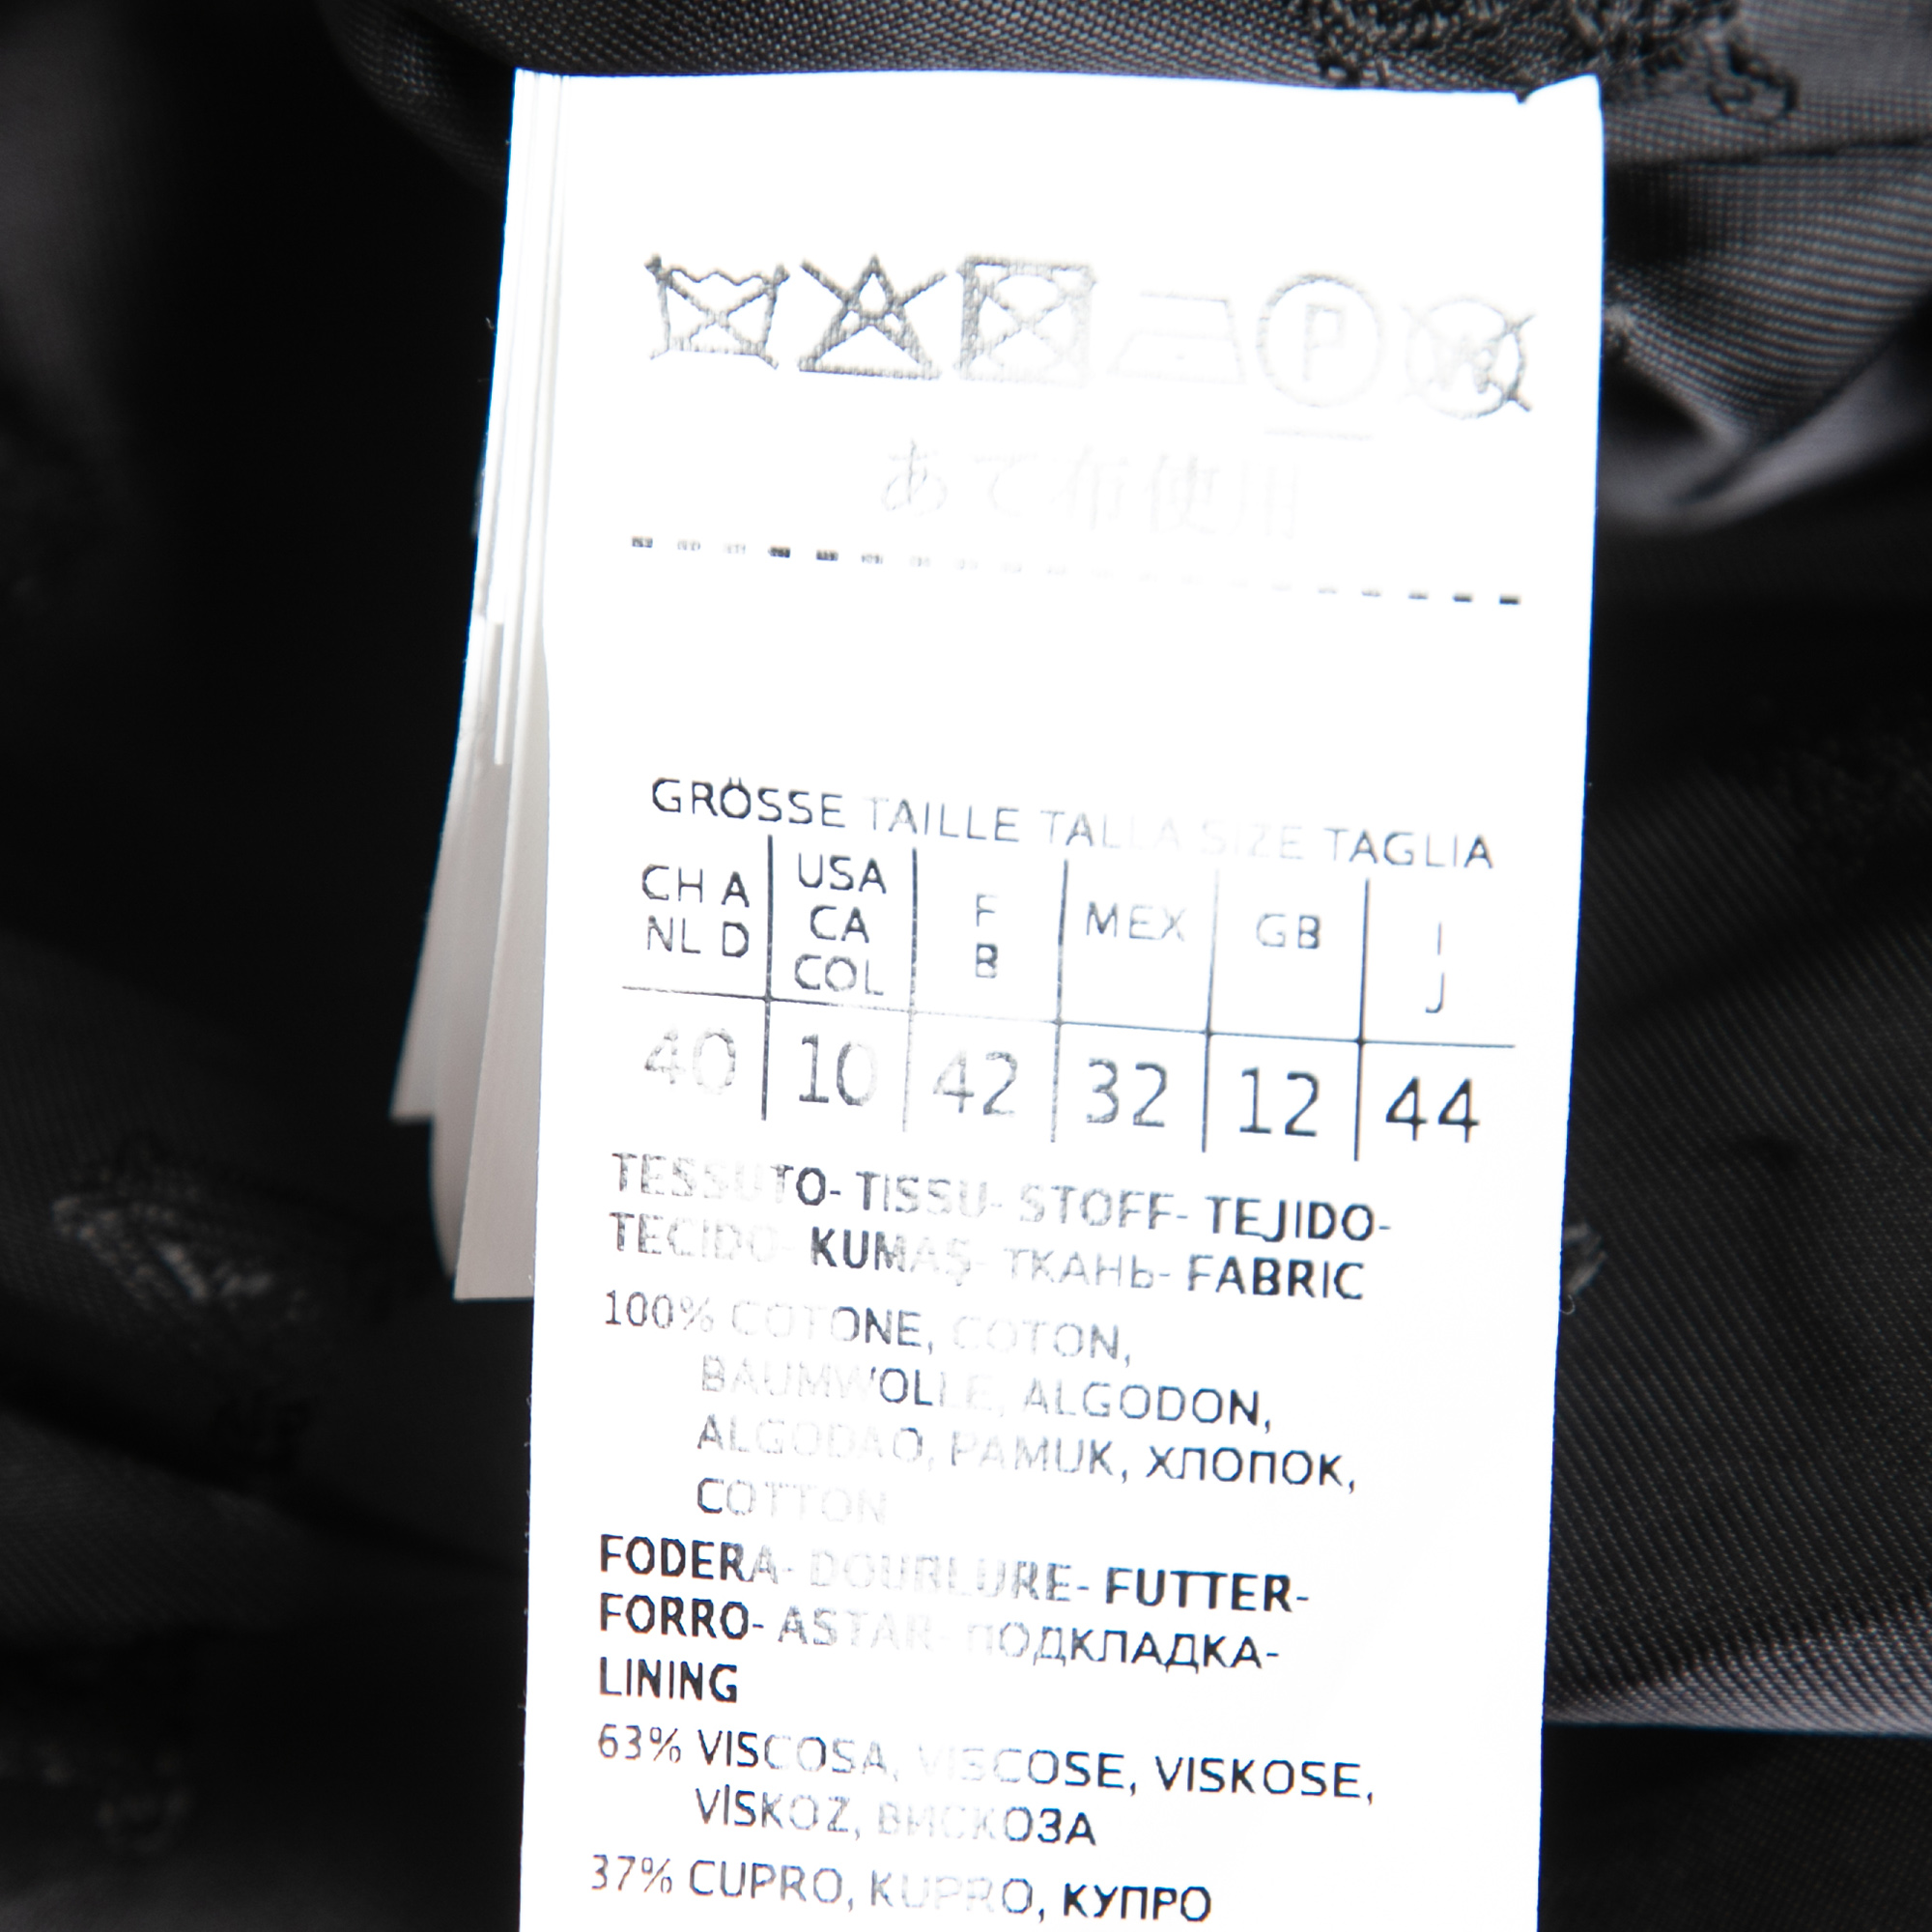 P W
あて布使用
GRÖSSE TAILLE TALLA SIZE TAGLIA
CH A NL D | USA CA COL | F B | MEX | GB | I J
40 | 10 | 42 | 32 | 12 | 44
TESSUTO- TISSU- STOFF- TEJIDO-
TECIDO- KUMAŞ- ТКАНЬ- FABRIC
100% COTONE, COTON,
BAUMWOLLE, ALGODON,
ALGODAO, PAMUK, ХЛОПОК,
COTTON
FODERA- DOUBLURE- FUTTER-
FORRO- ASTAR- ПОДКЛАДКА-
LINING
63% VISCOSA, VISCOSE, VISKOSE,
VİSKOZ, ВИСКОЗА
37% CUPRO, KUPRO, КУПРО